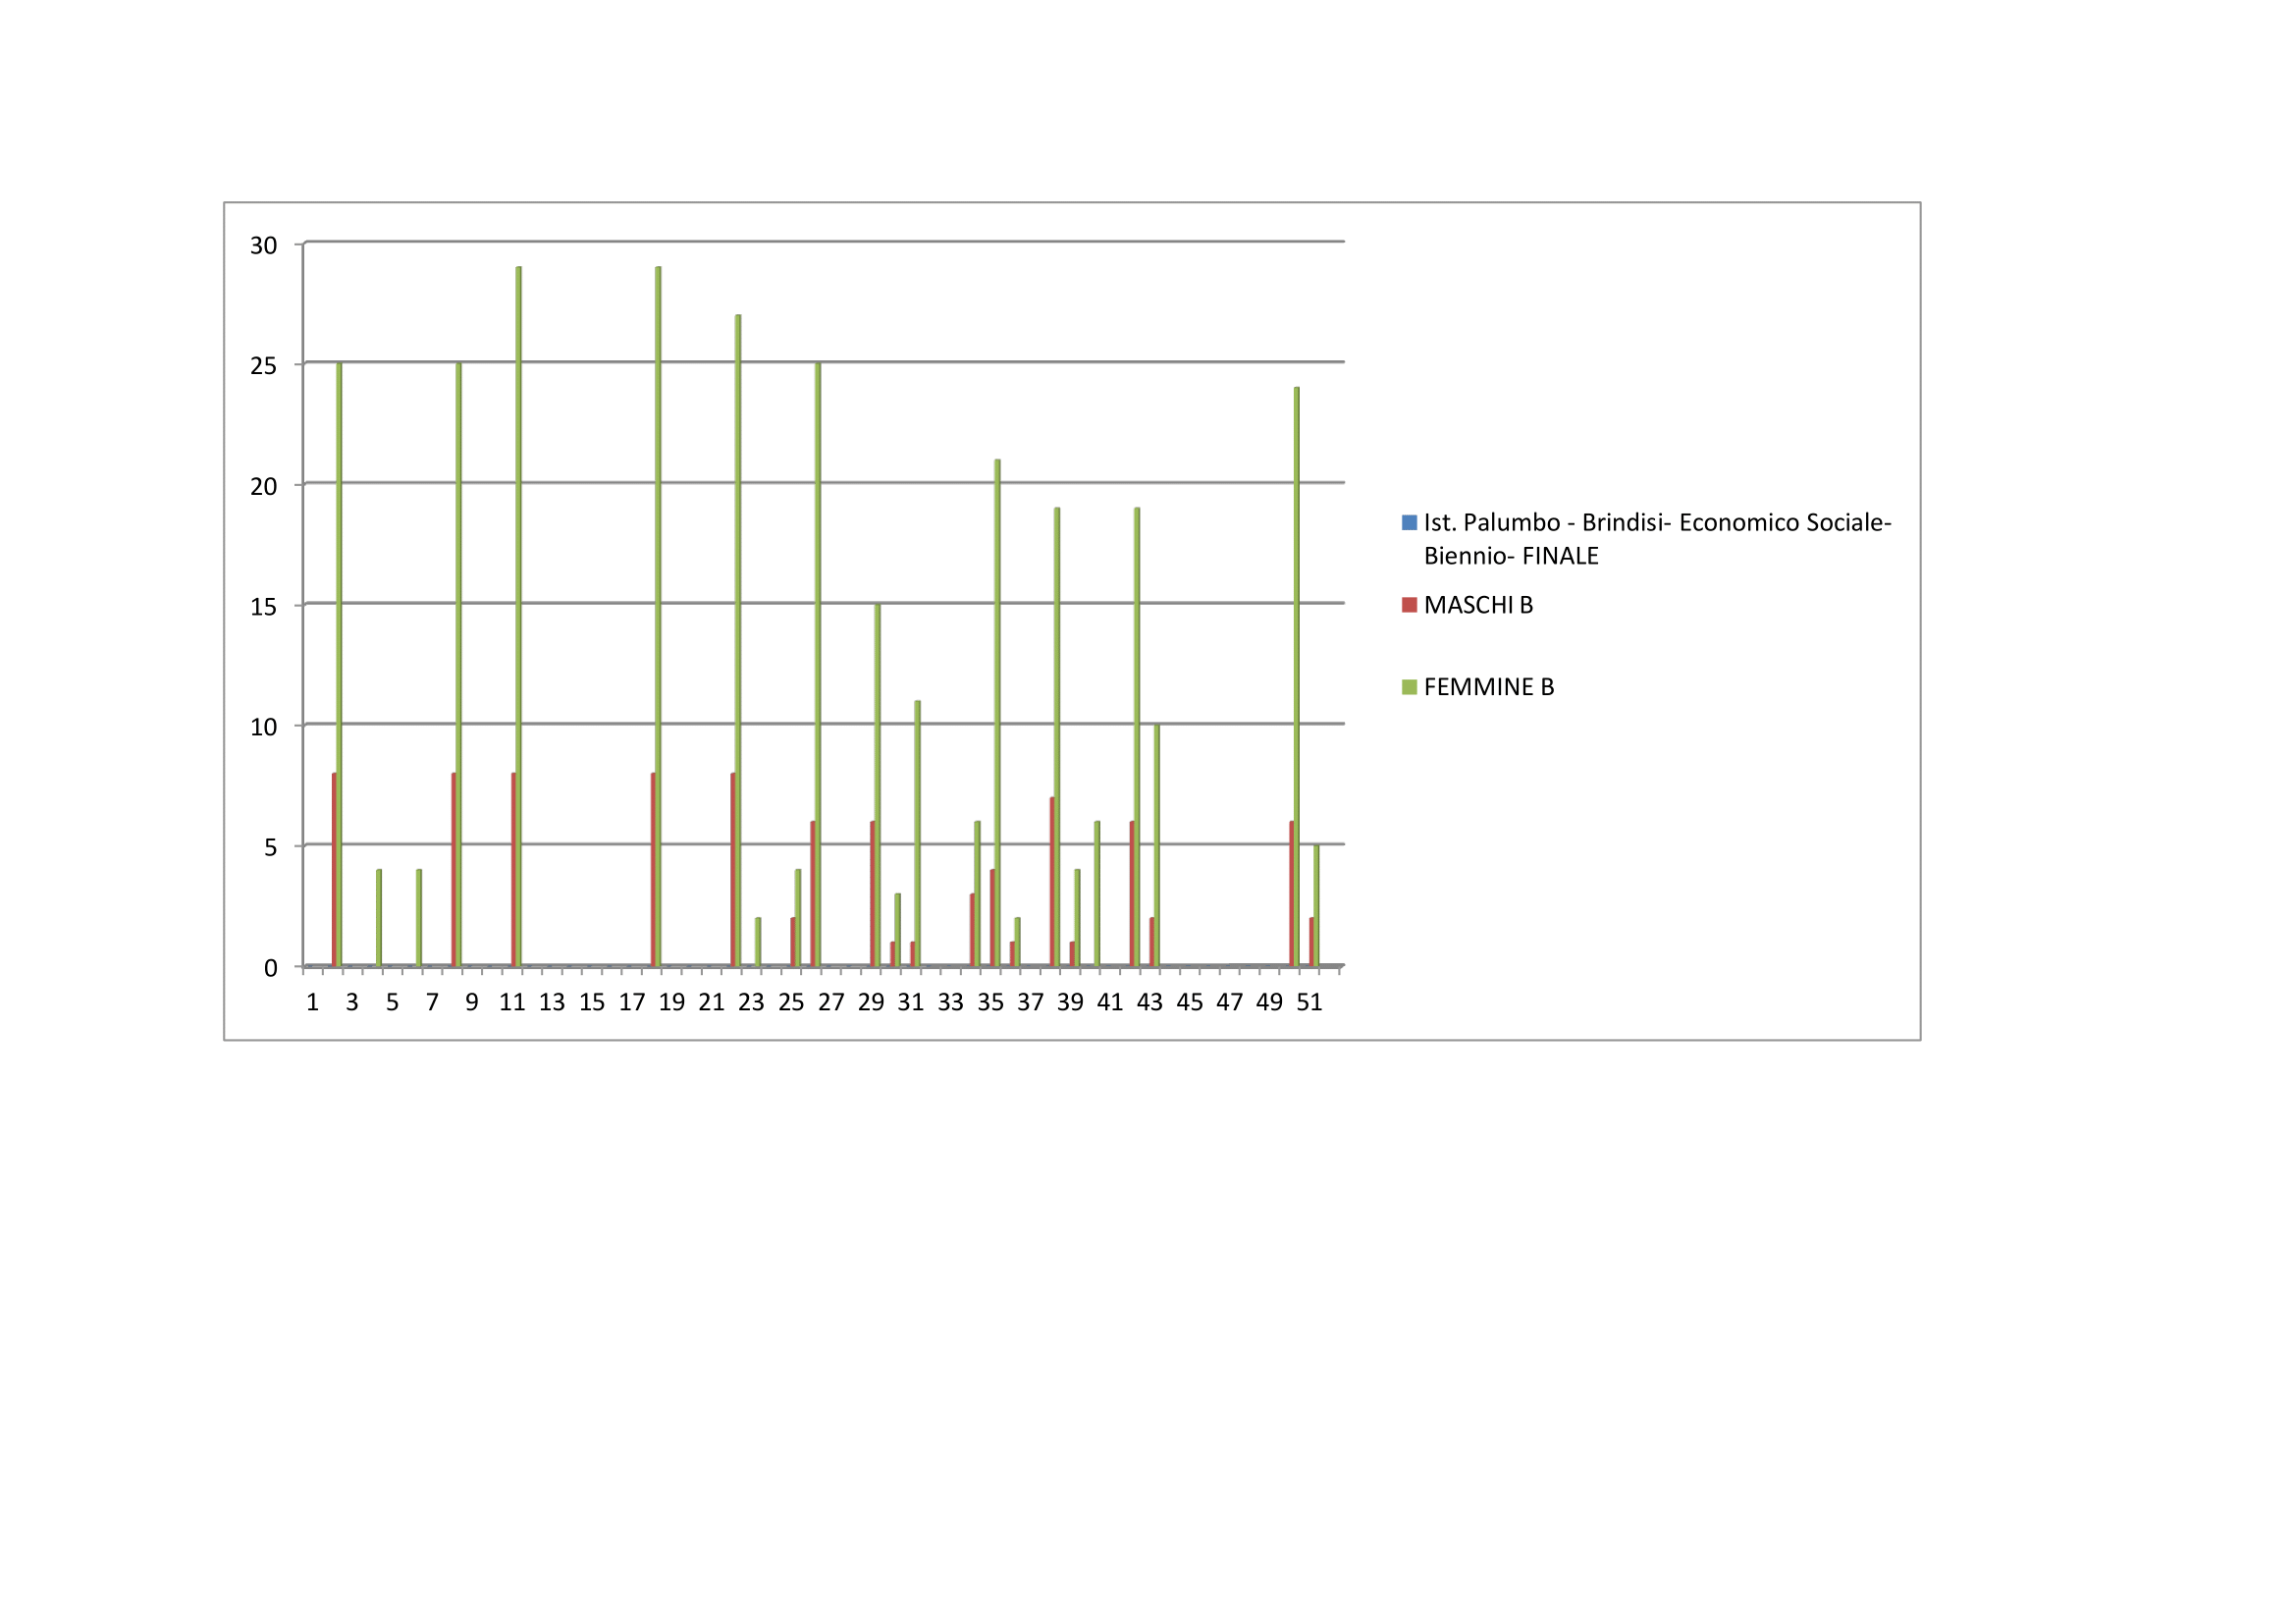 30
25
20
15
10
5
0
1 3 5 7 9 11 13 15 17 19 21 23 25 27 29 31 33 35 37 39 41 43 45 47 49 51
Ist. Palumbo - Brindisi- Economico Sociale-
Biennio- FINALE
MASCHI B
FEMMINE B